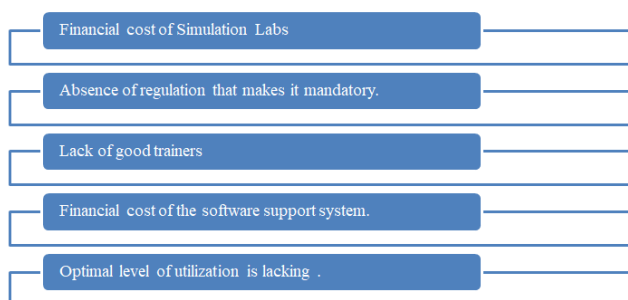 Financial cost of Simulation Labs
Absence of regulation that makes it mandatory.
Lack of good trainers
Financial cost of the software support system.
Optimal level of utilization is lacking .